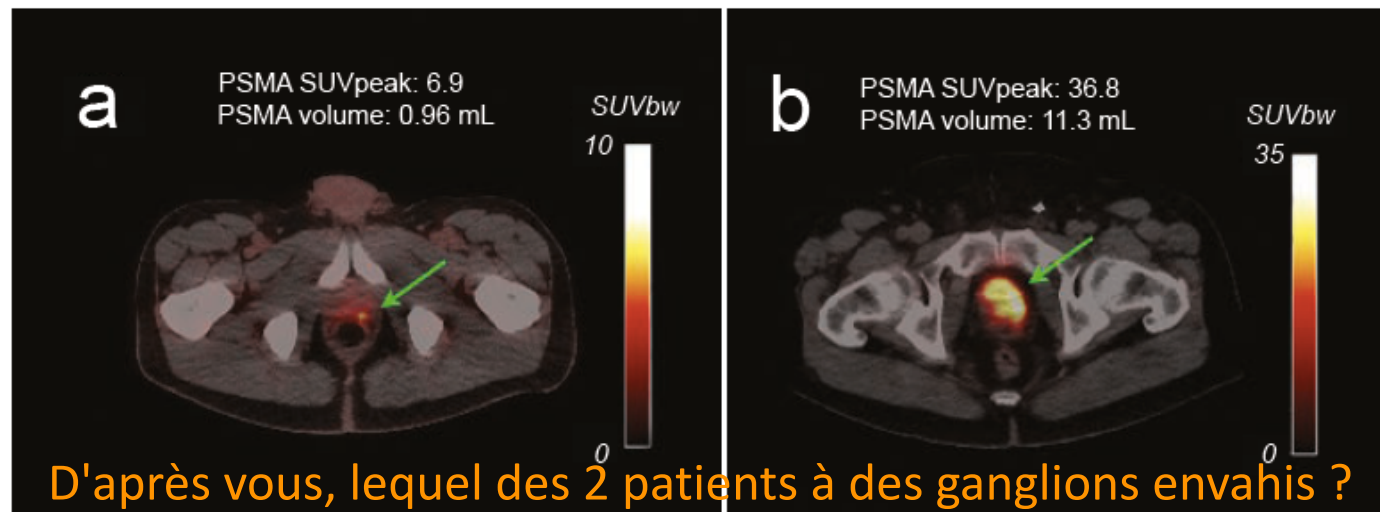 a
PSMA SUVpeak: 6.9
PSMA volume: 0.96 mL
SUVbw
10
0
b
PSMA SUVpeak: 36.8
PSMA volume: 11.3 mL
SUVbw
35
0
D'après vous, lequel des 2 patients à des ganglions envahis ?